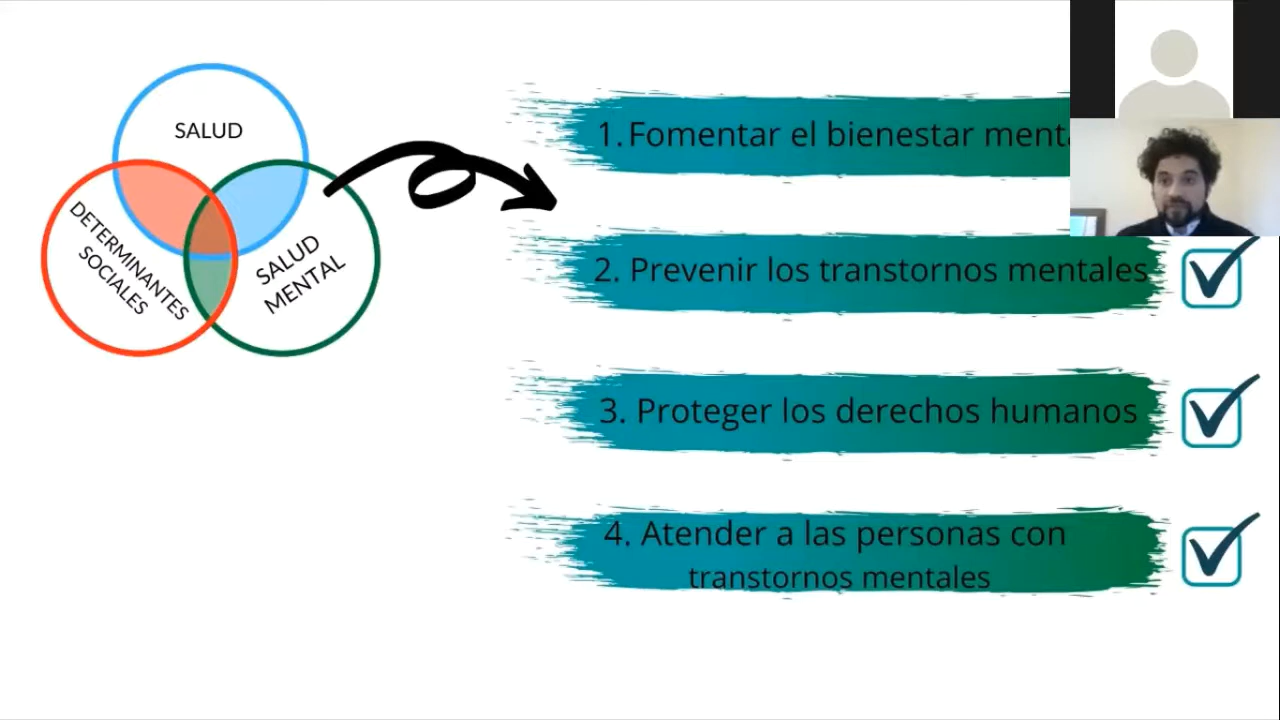 SALUD
DETERMINANTES
SOCIALES
SALUD
MENTAL
1. Fomentar el bienestar
2. Prevenir los transtornos mentales
3. Proteger los derechos humanos
4. Atender a las personas con
transtornos mentales